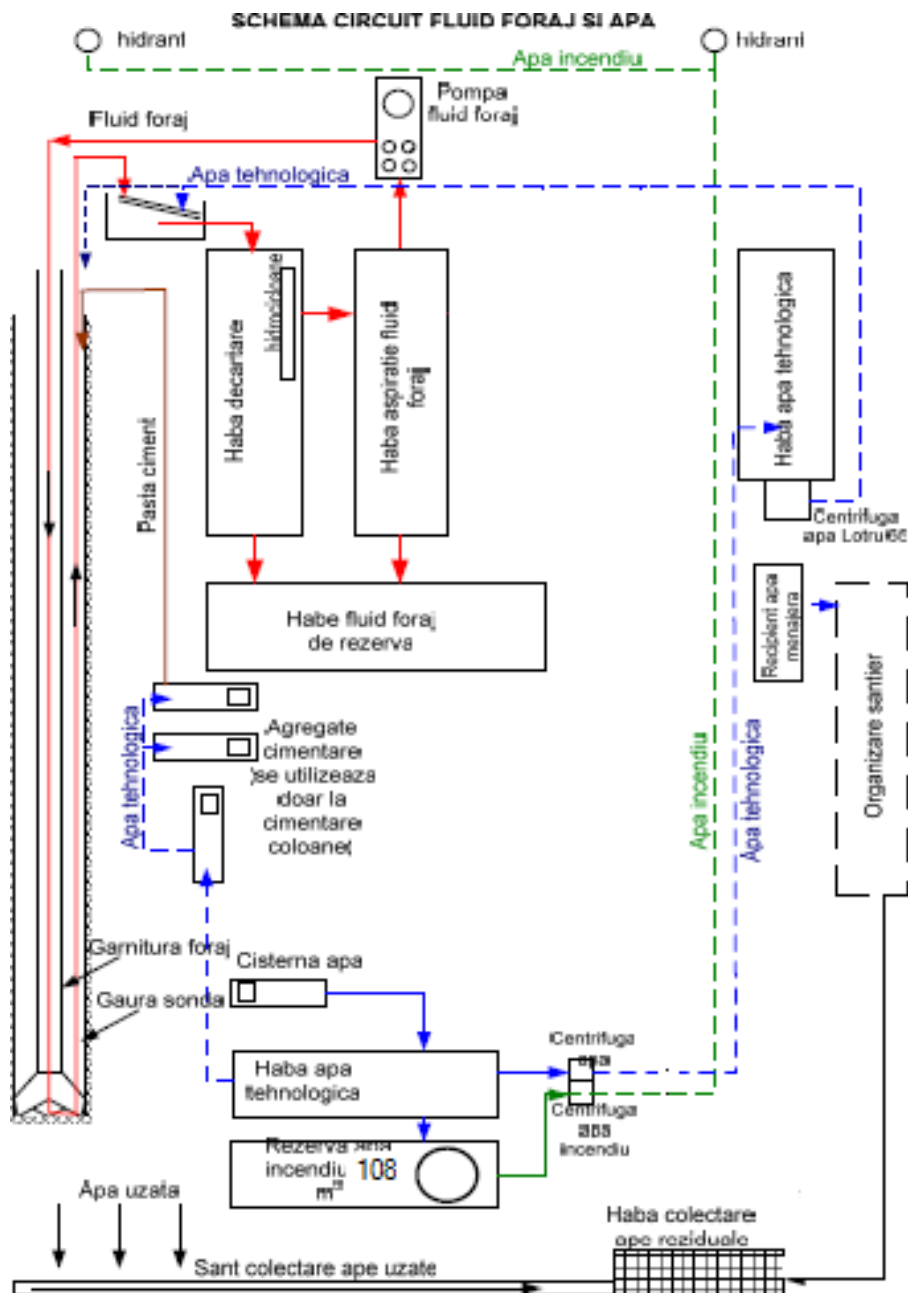 SCHEMA CIRCUIT FLUID FORAJ SI APA
hidrant
hidrant
Apa incendiu
Pompa
fluid foraj
Fluid foraj
Apa tehnologica
hidrocicloane
Haba decantare
Haba aspiratie fluid
foraj
Haba apa tehnologica
Pasta ciment
Centrifuga
apa Lotru 65
Habe fluid foraj
de rezerva
Recipient apa
menajera
Organizare santier
Apa tehnologica
Agregate
cimentare
(se utilizeaza
doar la
cimentare
coloane)
Apa incendiu
Apa tehnologica
Garnitura foraj
Gaura sonda
Cisterna apa
Centrifuga
apa
Haba apa
tehnologica
Centrifuga
apa
incendiu
Rezerva apa
incendiu 108
m³
Apa uzata
Haba colectare
ape reziduale
Sant colectare ape uzate